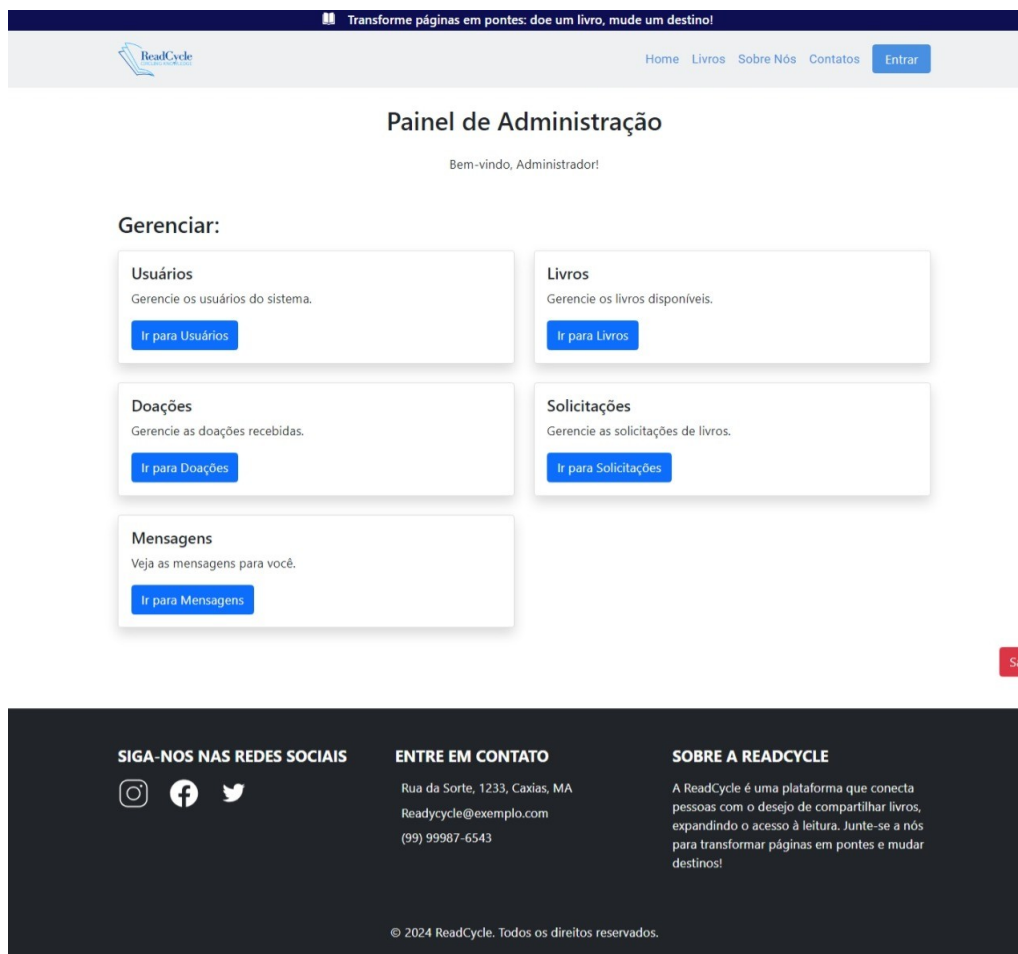 Transforme páginas em pontes: doe um livro, mude um destino!
ReadCycle
Home Livros Sobre Nós Contatos Entrar
Painel de Administração
Bem-vindo, Administrador!
Gerenciar:
Usuários
Gerencie os usuários do sistema.
Ir para Usuários
Livros
Gerencie os livros disponíveis.
Ir para Livros
Doações
Gerencie as doações recebidas.
Ir para Doações
Solicitações
Gerencie as solicitações de livros.
Ir para Solicitações
Mensagens
Veja as mensagens para você.
Ir para Mensagens
SIGA-NOS NAS REDES SOCIAIS
ENTRE EM CONTATO
Rua da Sorte, 1233, Caxias, MA
Readycycle@exemplo.com
(99) 99987-6543
SOBRE A READCYCLE
A ReadCycle é uma plataforma que conecta
pessoas com o desejo de compartilhar livros,
expandindo o acesso à leitura. Junte-se a nós
para transformar páginas em pontes e mudar
destinos!
© 2024 ReadCycle. Todos os direitos reservados.